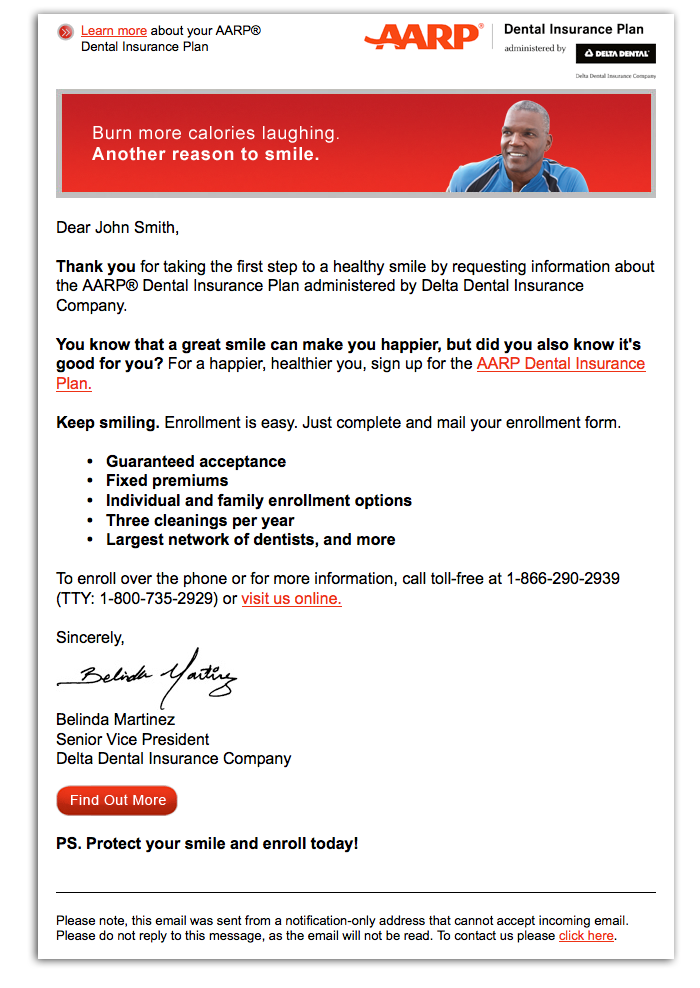 Learn more about your AARP®
Dental Insurance Plan
AARP®
Dental Insurance Plan
administered by
DELTA DENTAL®
Delta Dental Insurance Company
Burn more calories laughing.
Another reason to smile.
Dear John Smith,
Thank you for taking the first step to a healthy smile by requesting information about
the AARP® Dental Insurance Plan administered by Delta Dental Insurance
Company.
You know that a great smile can make you happier, but did you also know it's
good for you? For a happier, healthier you, sign up for the AARP Dental Insurance
Plan.
Keep smiling. Enrollment is easy. Just complete and mail your enrollment form.
• Guaranteed acceptance
• Fixed premiums
• Individual and family enrollment options
• Three cleanings per year
• Largest network of dentists, and more
To enroll over the phone or for more information, call toll-free at 1-866-290-2939
(TTY: 1-800-735-2929) or visit us online.
Sincerely,
Belinda Martinez
Belinda Martinez
Senior Vice President
Delta Dental Insurance Company
Find Out More
PS. Protect your smile and enroll today!
Please note, this email was sent from a notification-only address that cannot accept incoming email.
Please do not reply to this message, as the email will not be read. To contact us please click here.